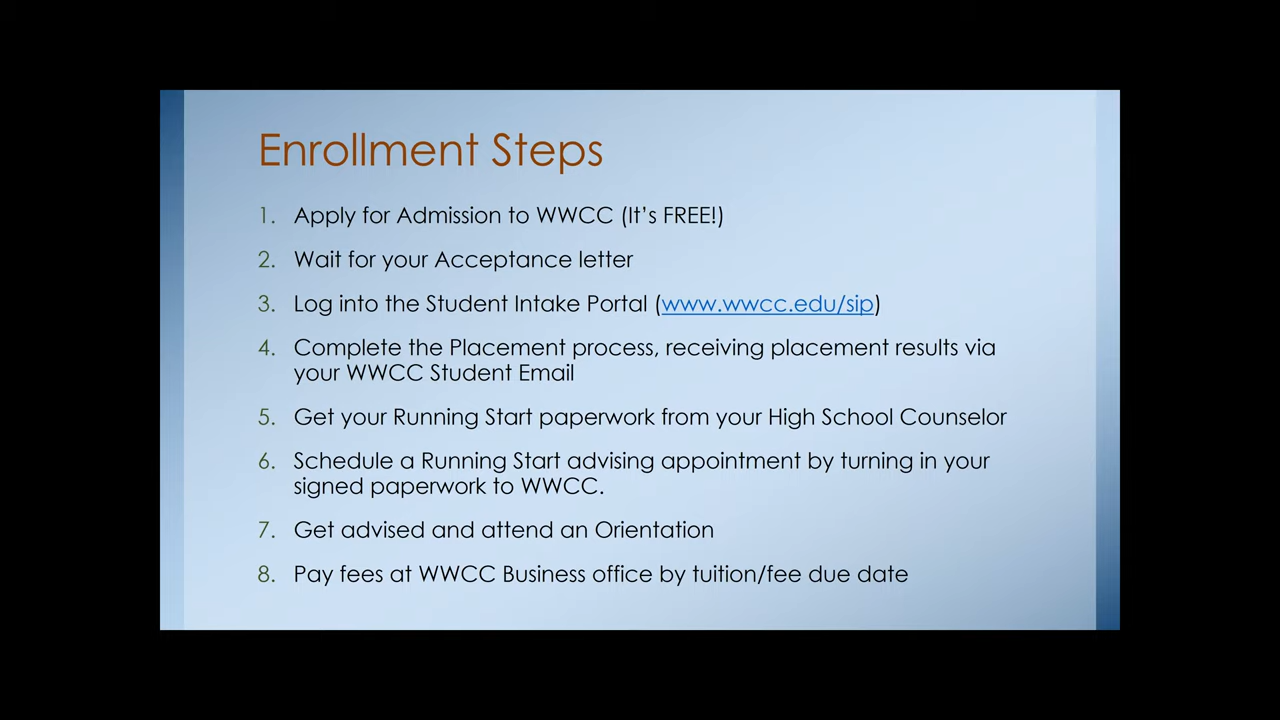 Enrollment Steps
1. Apply for Admission to WWCC (It's FREE!)
2. Wait for your Acceptance letter
3. Log into the Student Intake Portal (www.wwcc.edu/sip)
4. Complete the Placement process, receiving placement results via
your WWCC Student Email
5. Get your Running Start paperwork from your High School Counselor
6. Schedule a Running Start advising appointment by turning in your
signed paperwork to WWCC.
7. Get advised and attend an Orientation
8. Pay fees at WWCC Business office by tuition/fee due date